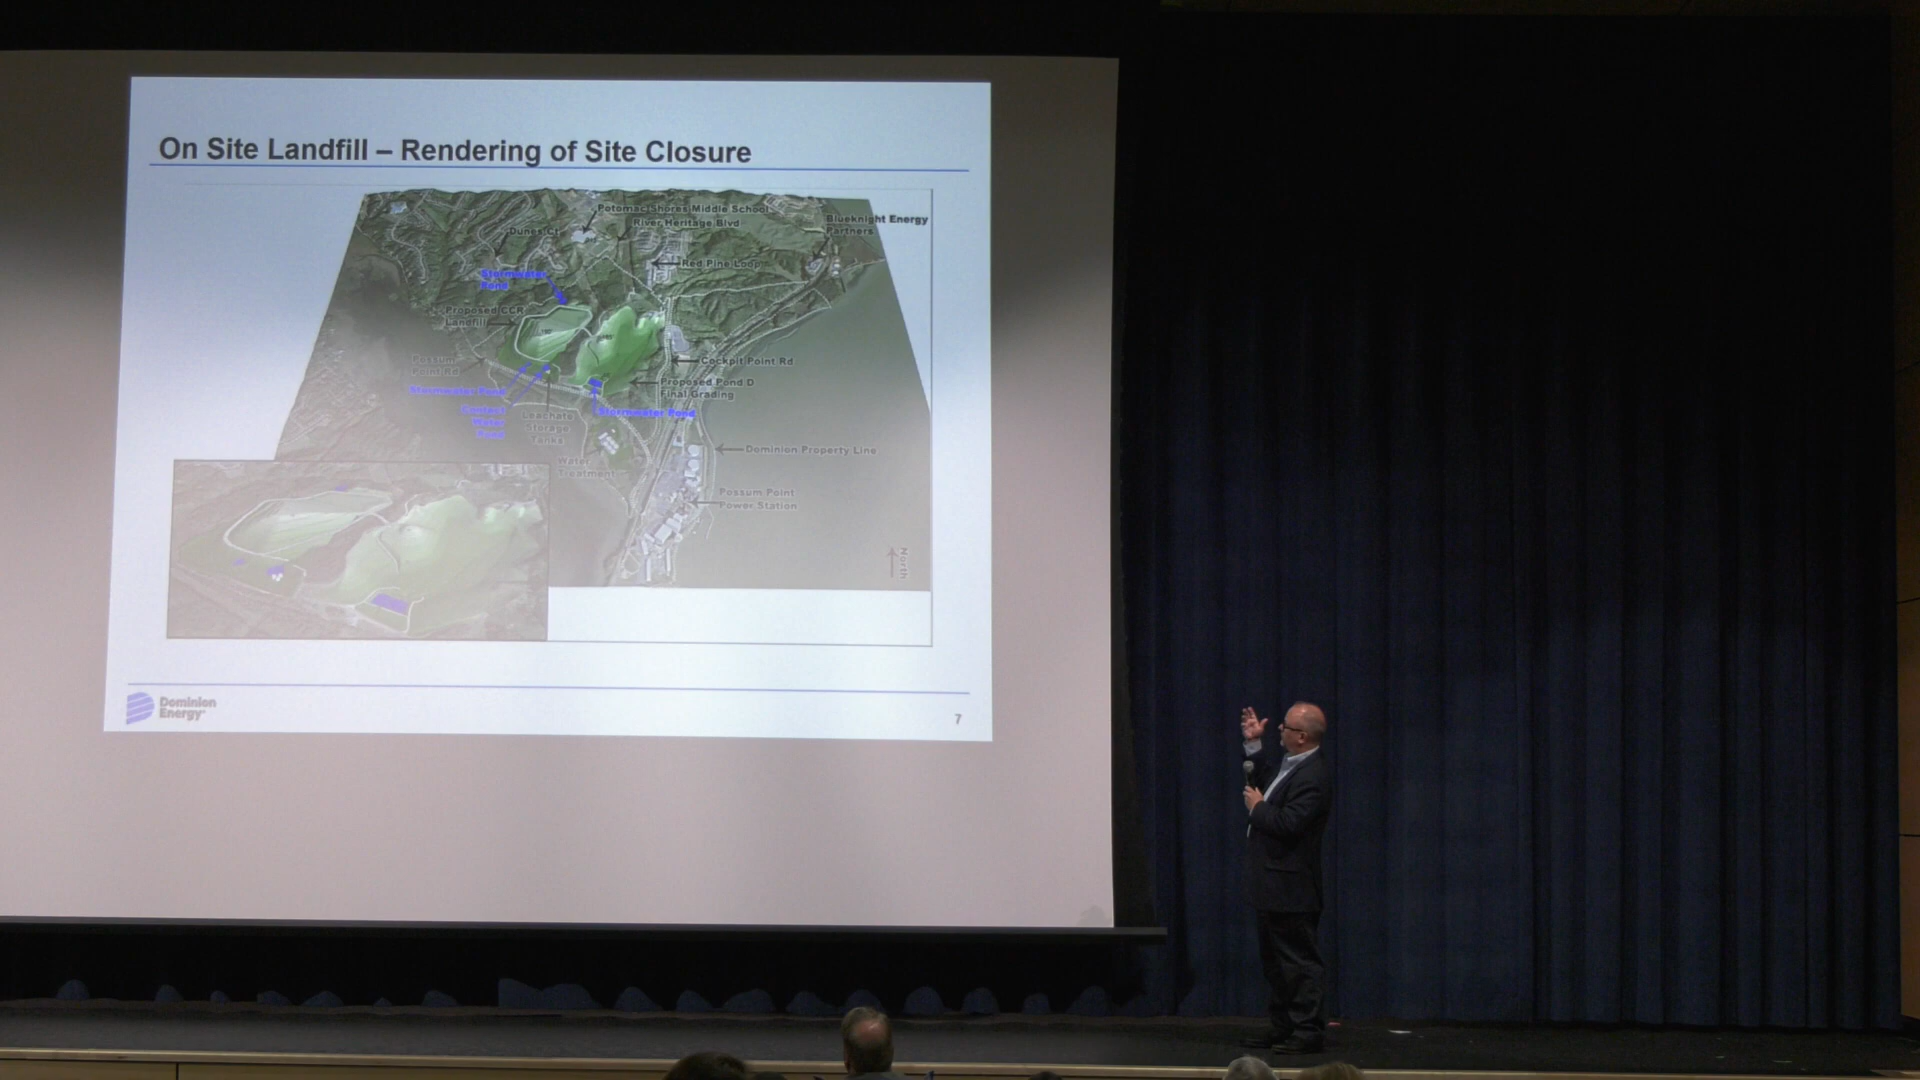 On Site Landfill – Rendering of Site Closure
Potomac Shores Middle School
River Heritage Blvd
Blueknight Energy
Partners
Dunes Ct
Red Pine Loop
Stormwater
Pond
Proposed CCR
Landfill
Possum
Point Rd
Cockpit Point Rd
Proposed Pond D
Final Grading
Stormwater Pond
Stormwater Pond
Contact
Water
Pond
Leachate
Storage
Tanks
Water
Treatment
Dominion Property Line
Possum Point
Power Station
North
Dominion
Energy
7